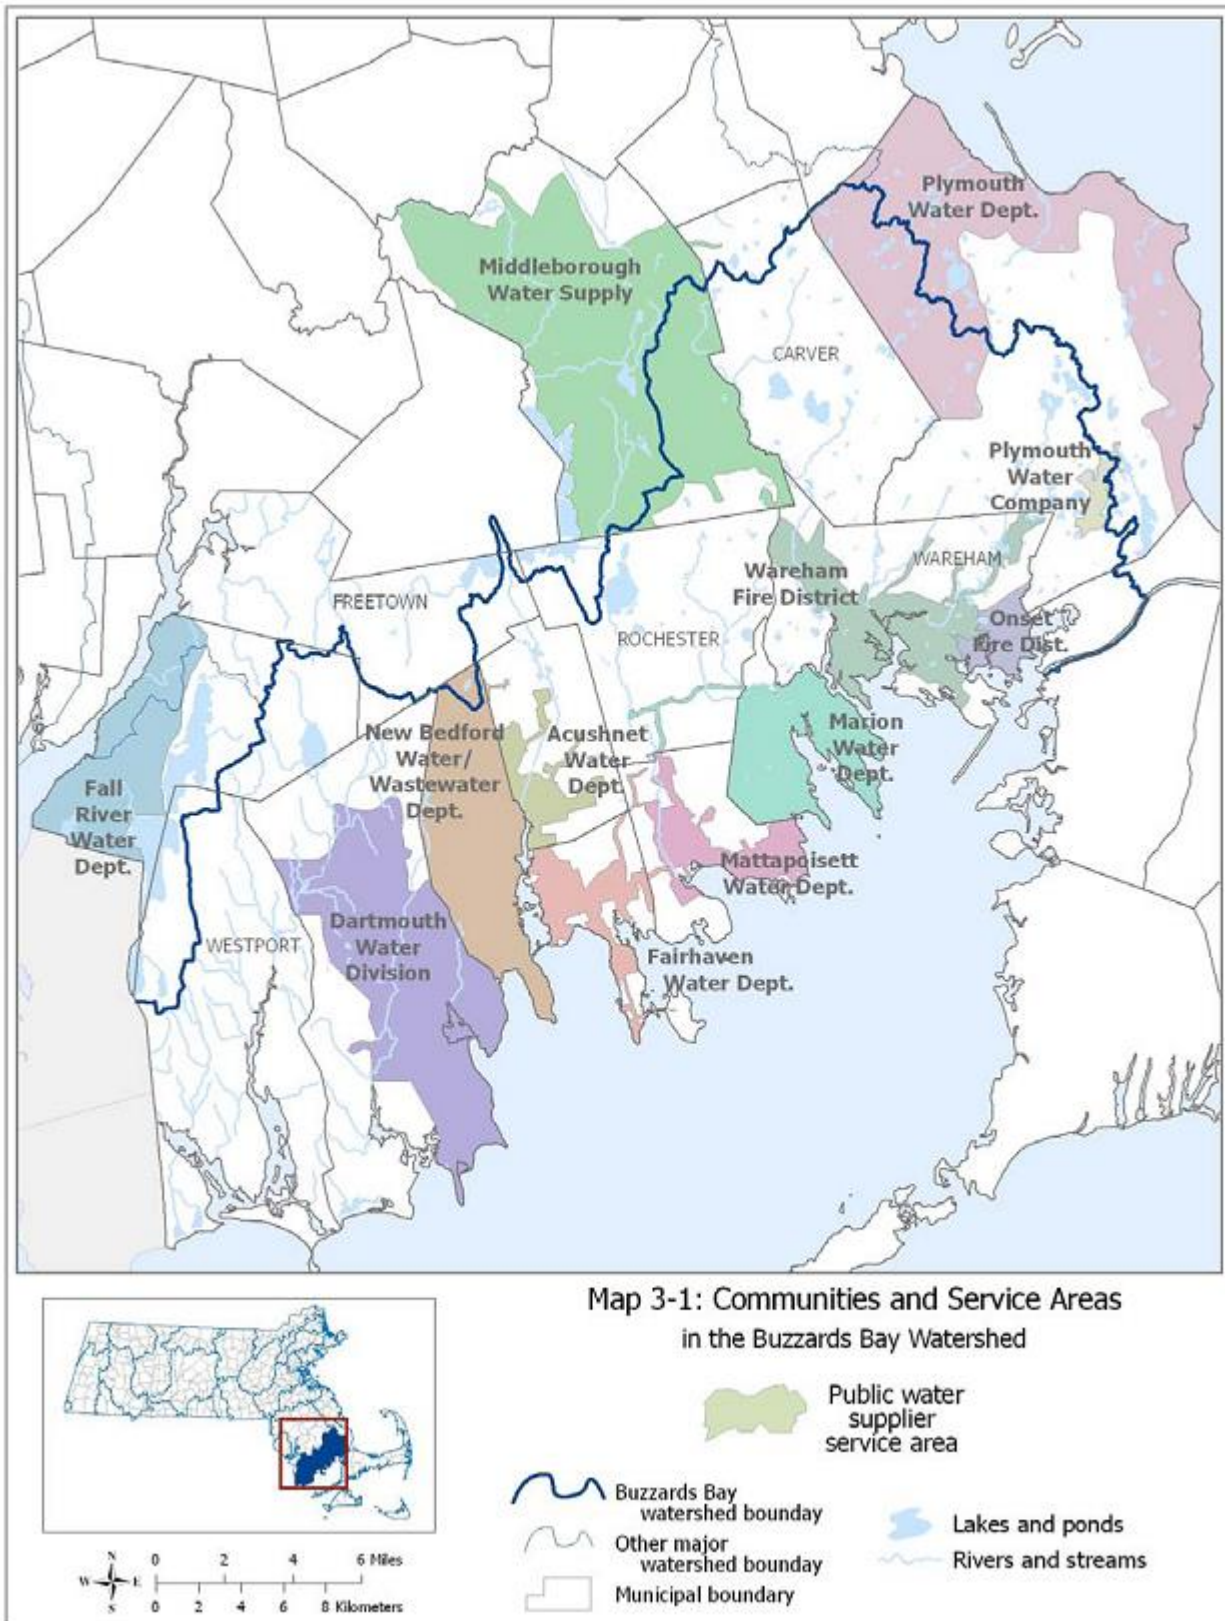 Plymouth
Water Dept.
Middleborough
Water Supply
CARVER
Plymouth
Water
Company
Wareham
Fire District
WAREHAM
FREETOWN
ROCHESTER
Onset
Fire Dist.
New Bedford
Water/
Wastewater
Dept.
Acushnet
Water
Dept.
Marion
Water
Dept.
Fall
River
Water
Dept.
Mattapoisett
Water Dept.
Dartmouth
Water
Division
WESTPORT
Fairhaven
Water Dept.
Map 3-1: Communities and Service Areas
in the Buzzards Bay Watershed
Public water
supplier
service area
Buzzards Bay
watershed bounday
Other major
watershed bounday
Municipal boundary
Lakes and ponds
Rivers and streams
N
W E
S
0 2 4 6 Miles
0 2 4 6 8 Kilometers